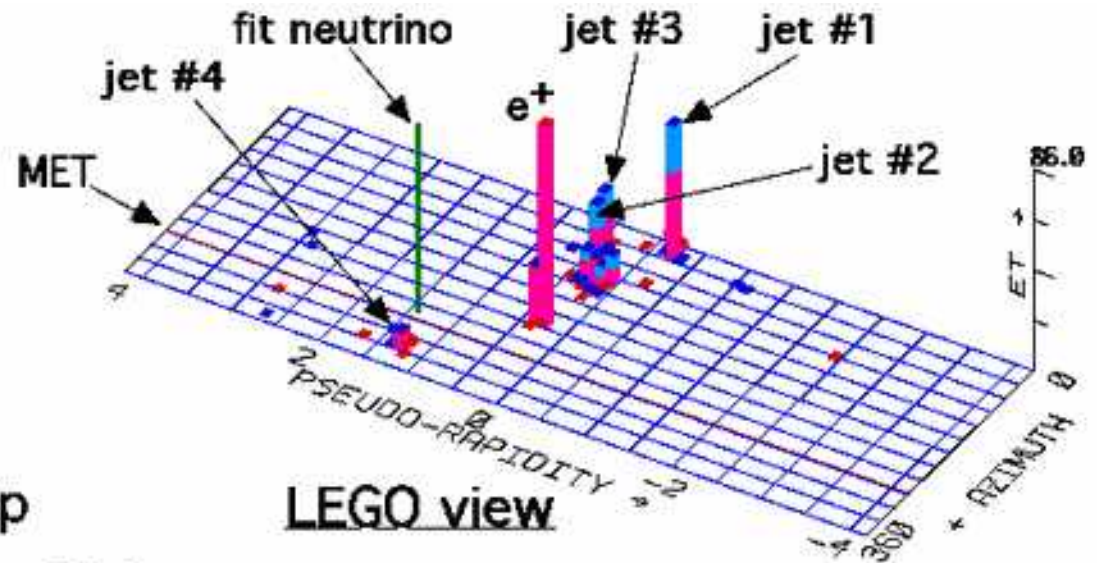 fit neutrino
jet #3
jet #1
jet #4
e+
jet #2
MET
86.0
ET
4
2
0
-2
-4
PSEUDO-RAPIDITY
0
360
AZIMUTH
LEGO view
p